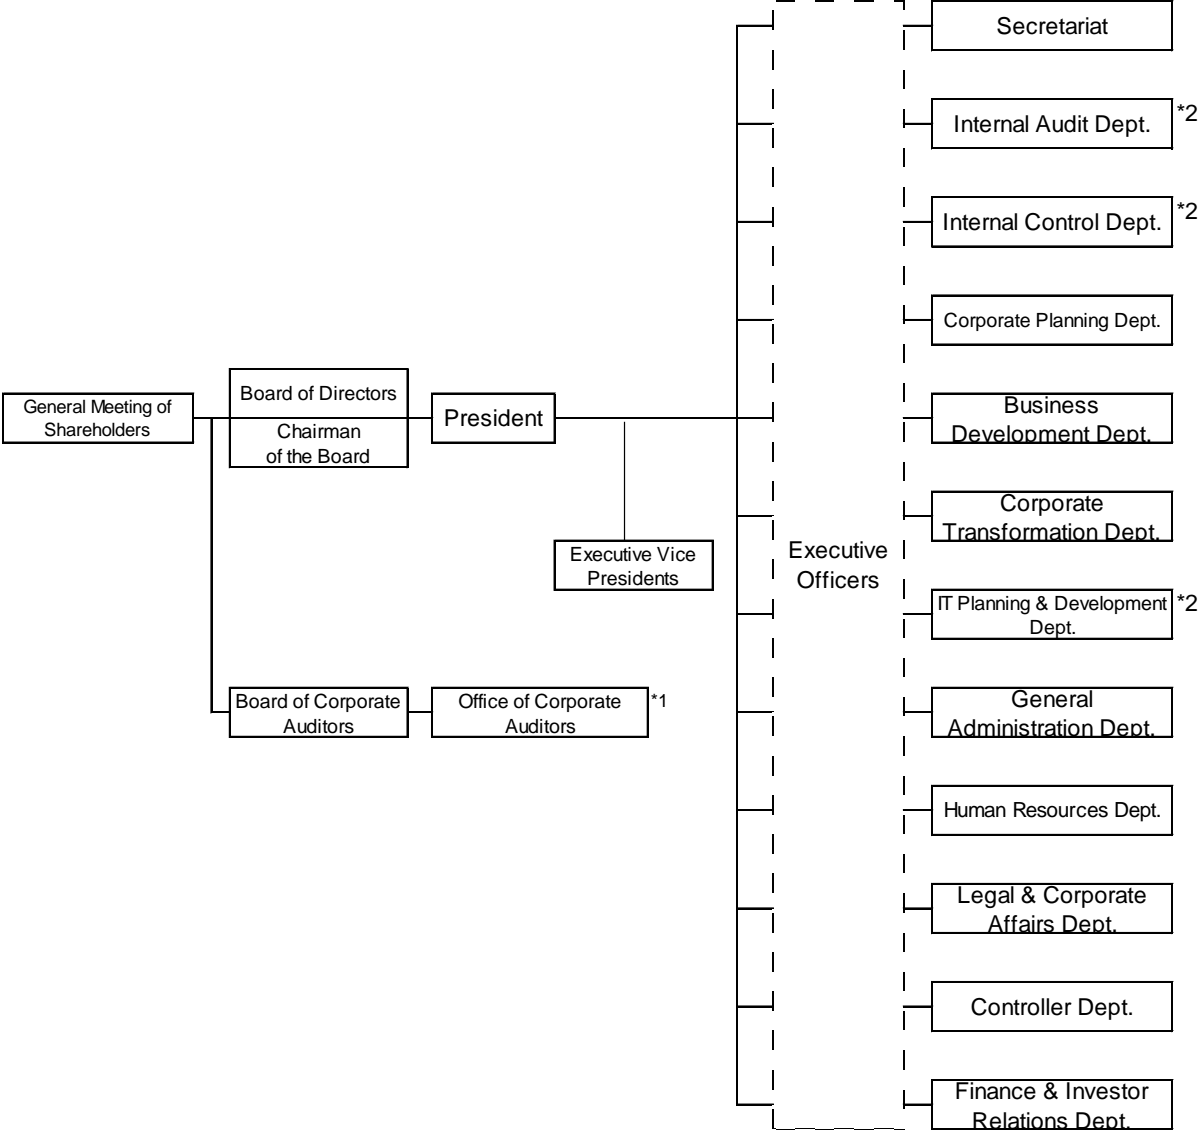 Secretariat
Internal Audit Dept.
*2
Internal Control Dept.
*2
Corporate Planning Dept.
General Meeting of
Shareholders
Board of Directors
Chairman
of the Board
President
Business
Development Dept.
Corporate
Transformation Dept.
Executive Vice
Presidents
Executive
Officers
IT Planning & Development
Dept.
*2
Board of Corporate
Auditors
Office of Corporate
Auditors
*1
General
Administration Dept.
Human Resources Dept.
Legal & Corporate
Affairs Dept.
Controller Dept.
Finance & Investor
Relations Dept.